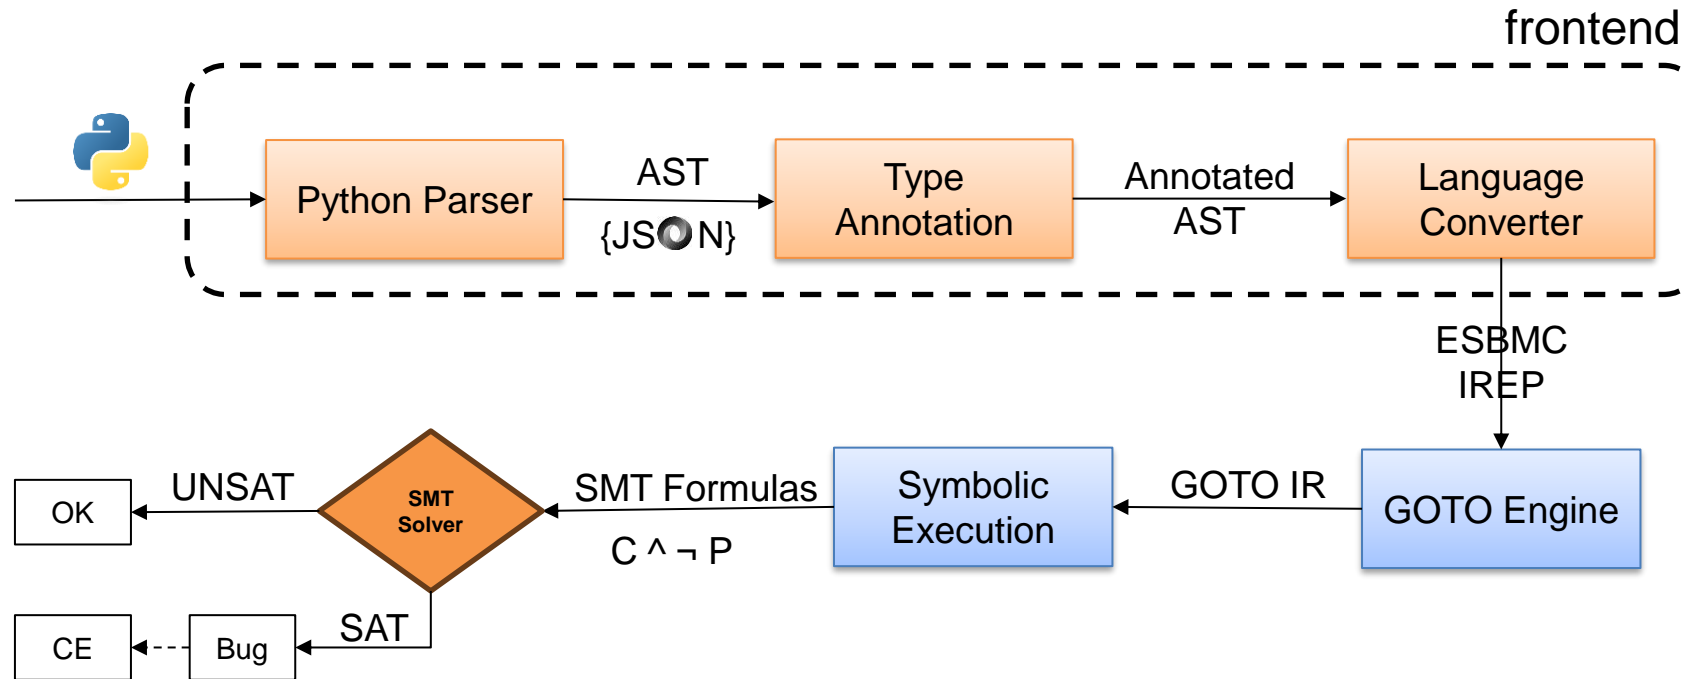 frontend
Python Parser
AST
{JSON}
Type
Annotation
Annotated
AST
Language
Converter
ESBMC
IREP
GOTO Engine
GOTO IR
Symbolic
Execution
SMT Formulas
C ^ ¬ P
SMT
Solver
UNSAT
OK
SAT
Bug
CE